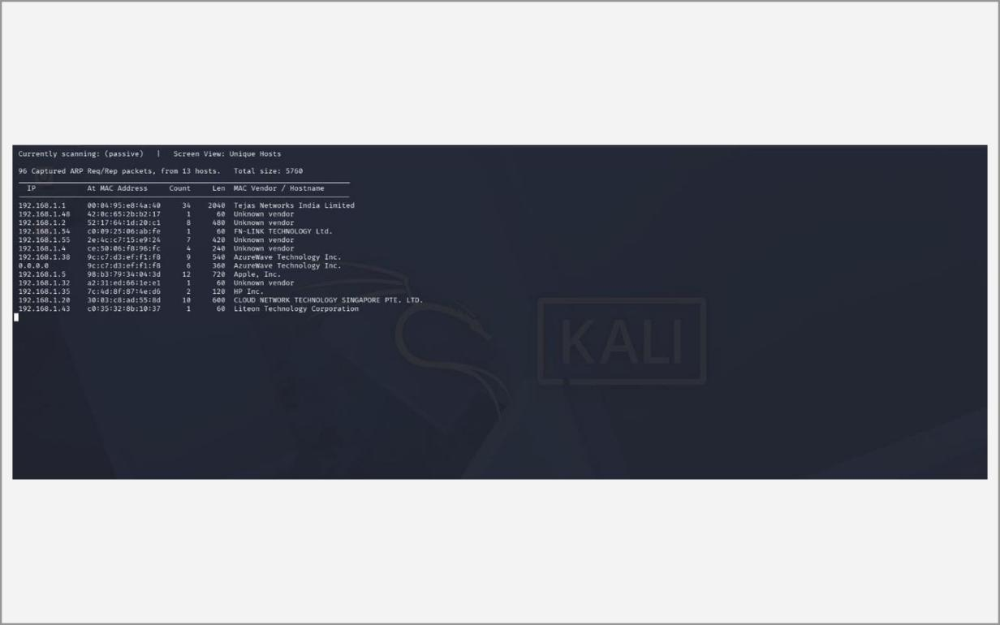 Currently scanning: (passive) | Screen View: Unique Hosts
96 Captured ARP Req/Rep packets, from 13 hosts. Total size: 5760
IP At MAC Address Count Len MAC Vendor / Hostname
192.168.1.1 00:04:95:e8:4a:40 34 2040 Tejas Networks India Limited
192.168.1.48 42:0c:65:2b:b2:17 1 60 Unknown vendor
192.168.1.2 52:17:64:1d:20:c1 8 480 Unknown vendor
192.168.1.54 c0:09:25:06:ab:fe 1 60 FN-LINK TECHNOLOGY Ltd.
192.168.1.55 2e:4c:c7:15:e9:24 7 420 Unknown vendor
192.168.1.4 ce:50:06:f8:96:fc 4 240 Unknown vendor
192.168.1.38 9c:c7:d3:ef:f1:f8 9 540 AzureWave Technology Inc.
0.0.0.0 9c:c7:d3:ef:f1:f8 6 360 AzureWave Technology Inc.
192.168.1.5 98:b3:79:34:04:3d 12 720 Apple, Inc.
192.168.1.32 a2:31:ed:66:1e:e1 1 60 Unknown vendor
192.168.1.35 7c:4d:8f:87:4e:d6 2 120 HP Inc.
192.168.1.20 30:03:c8:ad:55:8d 10 600 CLOUD NETWORK TECHNOLOGY SINGAPORE PTE. LTD.
192.168.1.43 c0:35:32:8b:10:37 1 60 Liteon Technology Corporation
KALI